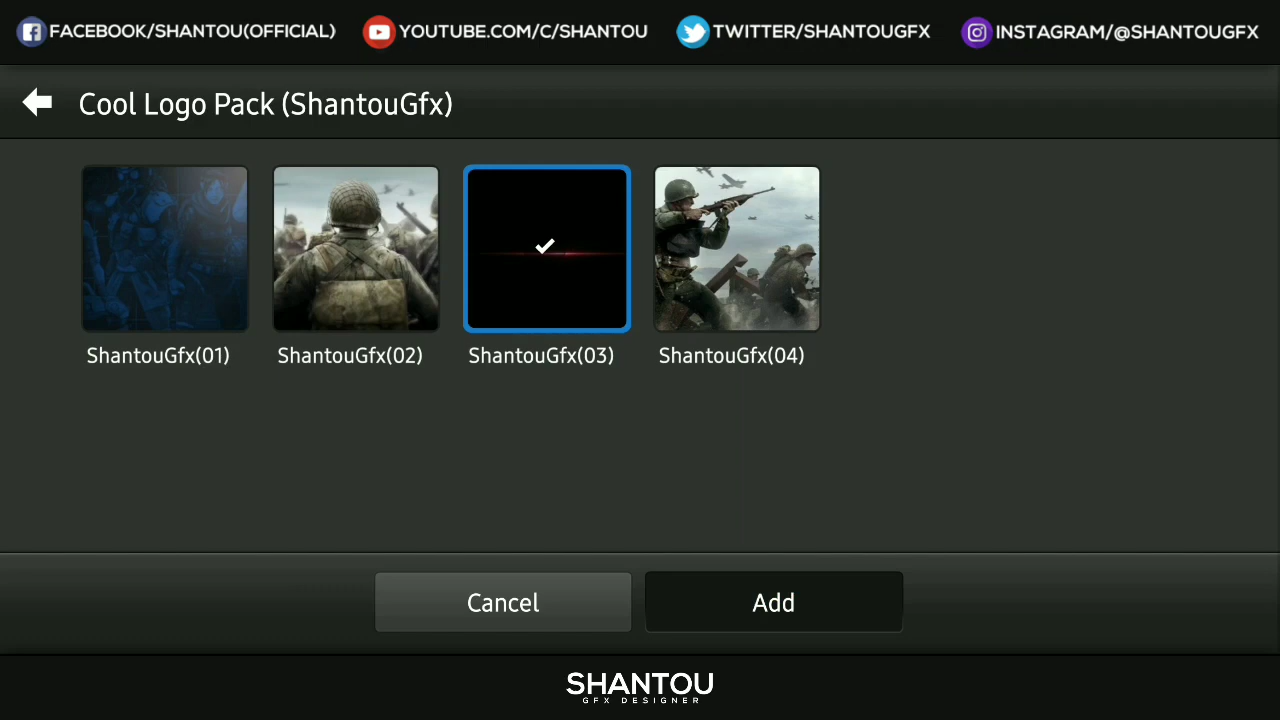 FACEBOOK/SHANTOU(OFFICIAL) YOUTUBE.COM/C/SHANTOU TWITTER/SHANTOUGFX INSTAGRAM/@SHANTOUGFX
Cool Logo Pack (ShantouGfx)
ShantouGfx(01) ShantouGfx(02) ShantouGfx(03) ShantouGfx(04)
Cancel Add
SHANTOU
GFX DESIGNER